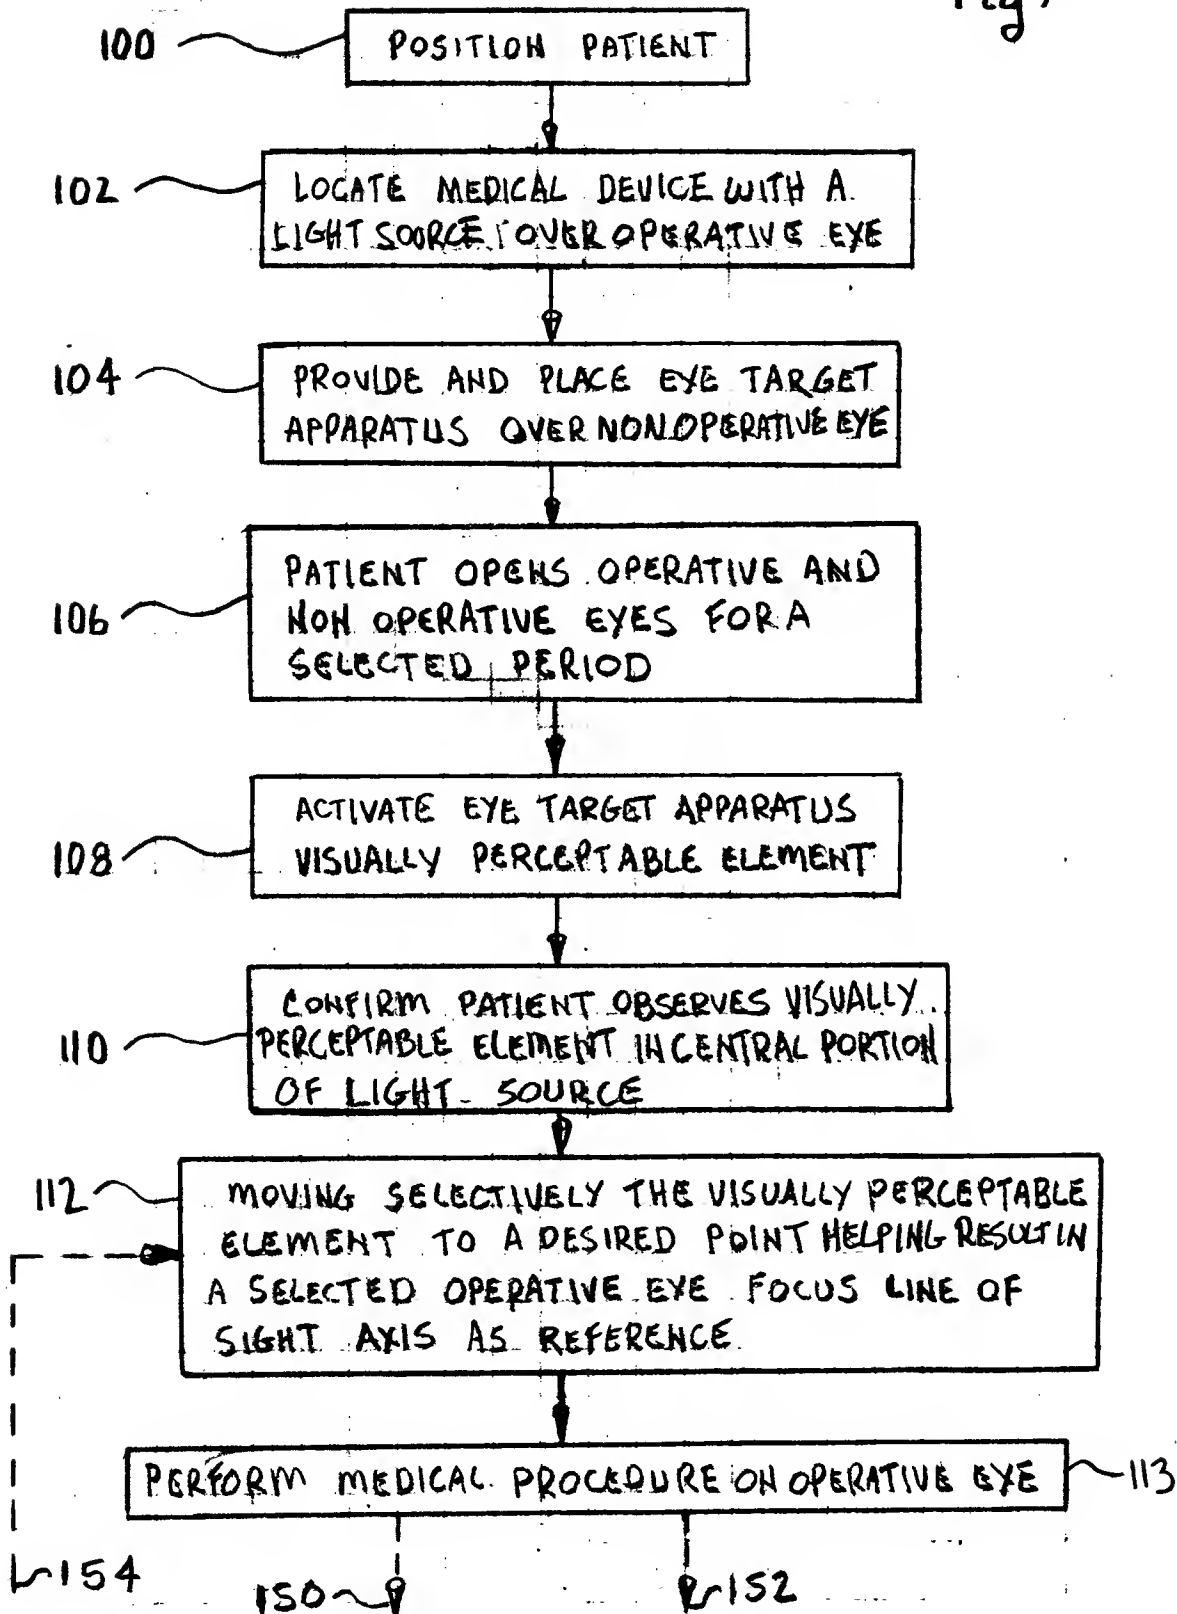 Fig 7
100
POSITION PATIENT
102
LOCATE MEDICAL DEVICE WITH A
LIGHT SOORCE OVER OPERATIVE EYE
104
PROVIDE AND PLACE EYE TARGET
APPARATUS OVER NONOPERATIVE EYE
106
PATIENT OPENS OPERATIVE AND
NON OPERATIVE EYES FOR A
SELECTED PERIOD
108
ACTIVATE EYE TARGET APPARATUS
VISUALLY PERCEPTABLE ELEMENT
110
CONFIRM PATIENT OBSERVES VISUALLY
PERCEPTABLE ELEMENT IN CENTRAL PORTION
OF LIGHT SOURCE
112
MOVING SELECTIVELY THE VISUALLY PERCEPTABLE
ELEMENT TO A DESIRED POINT HELPING RESULT IN
A SELECTED OPERATIVE EYE FOCUS LINE OF
SIGHT AXIS AS REFERENCE
PERFORM MEDICAL PROCEDURE ON OPERATIVE EYE
113
154
150
152